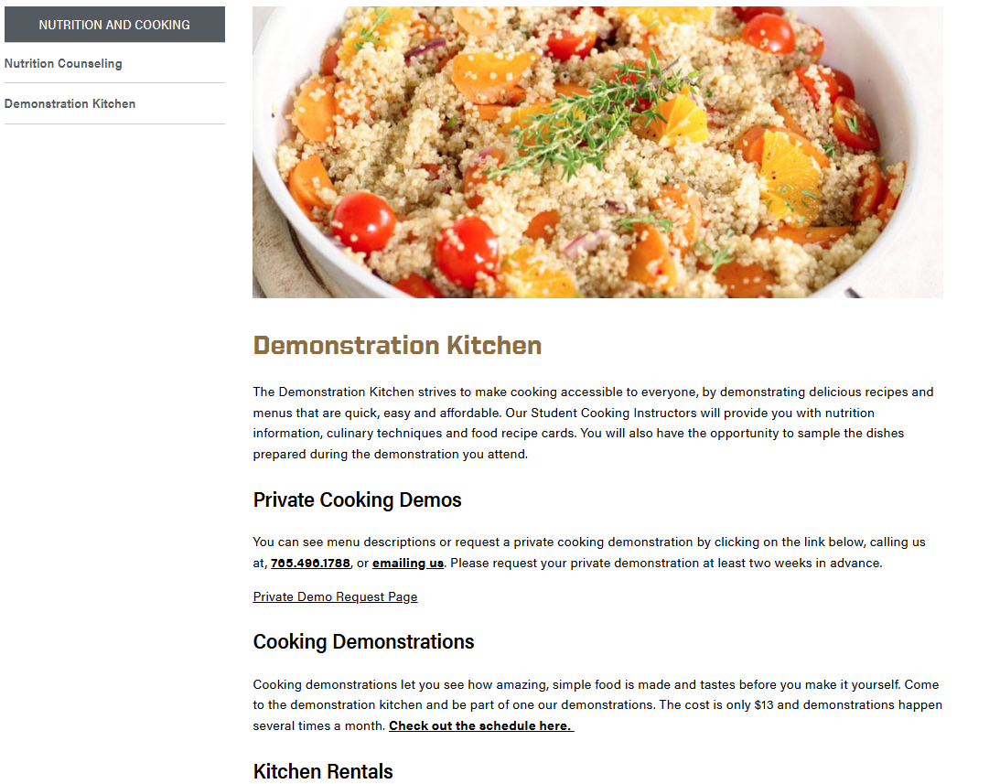 NUTRITION AND COOKING
Nutrition Counseling
Demonstration Kitchen
Demonstration Kitchen
The Demonstration Kitchen strives to make cooking accessible to everyone, by demonstrating delicious recipes and
menus that are quick, easy and affordable. Our Student Cooking Instructors will provide you with nutrition
information, culinary techniques and food recipe cards. You will also have the opportunity to sample the dishes
prepared during the demonstration you attend.
Private Cooking Demos
You can see menu descriptions or request a private cooking demonstration by clicking on the link below, calling us
at, 765.496.1788, or emailing us. Please request your private demonstration at least two weeks in advance.
Private Demo Request Page
Cooking Demonstrations
Cooking demonstrations let you see how amazing, simple food is made and tastes before you make it yourself. Come
to the demonstration kitchen and be part of one our demonstrations. The cost is only $13 and demonstrations happen
several times a month. Check out the schedule here.
Kitchen Rentals